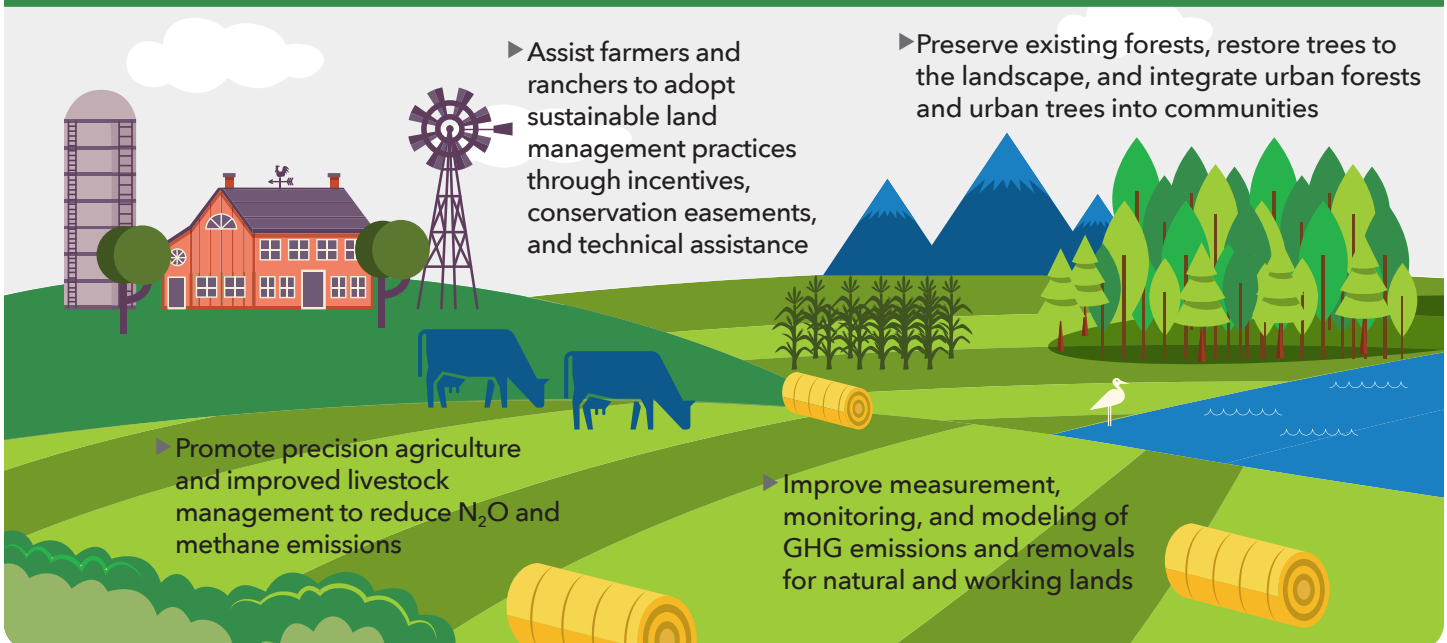 ▶Assist farmers and
ranchers to adopt
sustainable land
management practices
through incentives,
conservation easements,
and technical assistance
▶Preserve existing forests, restore trees to
the landscape, and integrate urban forests
and urban trees into communities
▶Promote precision agriculture
and improved livestock
management to reduce N₂O and
methane emissions
▶Improve measurement,
monitoring, and modeling of
GHG emissions and removals
for natural and working lands